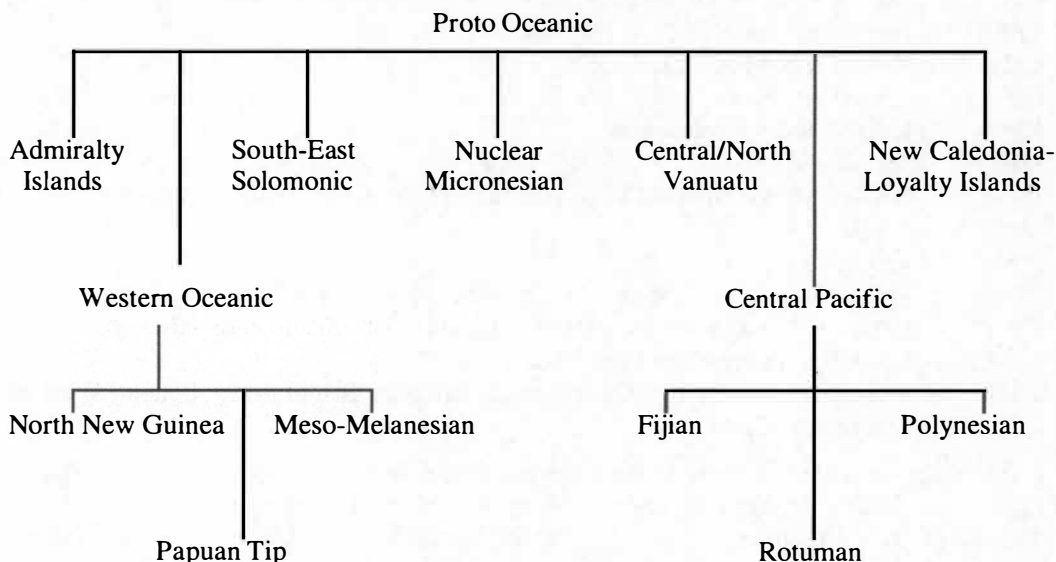 Proto Oceanic
Admiralty
Islands
South-East
Solomonic
Nuclear
Micronesian
Central/North
Vanuatu
New Caledonia-
Loyalty Islands
Western Oceanic
Central Pacific
North New Guinea
Meso-Melanesian
Fijian
Polynesian
Papuan Tip
Rotuman